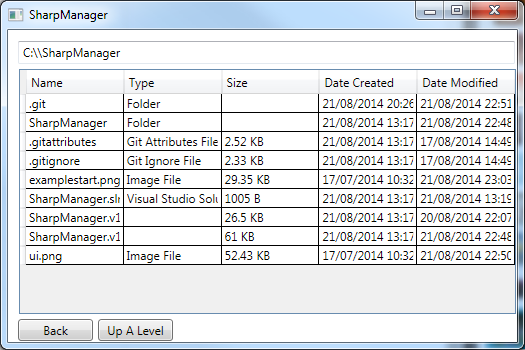 SharpManager
C:\\SharpManager
Name Type Size Date Created Date Modified
.git Folder 21/08/2014 20:26 21/08/2014 22:51
SharpManager Folder 21/08/2014 13:17 21/08/2014 22:48
.gitattributes Git Attributes File 2.52 KB 21/08/2014 13:17 17/08/2014 14:49
.gitignore Git Ignore File 2.33 KB 21/08/2014 13:17 17/08/2014 14:49
examplestart.png Image File 29.35 KB 17/07/2014 10:32 21/08/2014 23:03
SharpManager.sln Visual Studio Solu 1005 B 21/08/2014 13:17 21/08/2014 13:19
SharpManager.v1 26.5 KB 21/08/2014 13:17 20/08/2014 22:07
SharpManager.v1 61 KB 21/08/2014 13:17 21/08/2014 22:48
ui.png Image File 52.43 KB 17/07/2014 10:32 21/08/2014 22:50
Back Up A Level